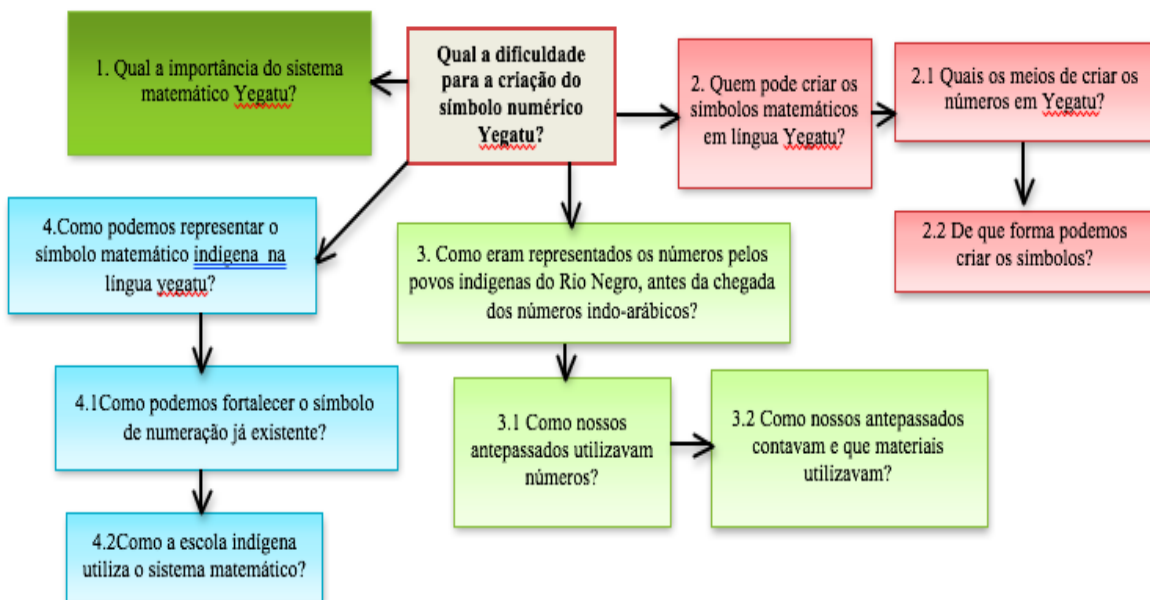 Qual a dificuldade
para a criação do
símbolo numérico
Yegatu?
1. Qual a importância do sistema
matemático Yegatu?
2. Quem pode criar os
símbolos matemáticos
em língua Yegatu?
2.1 Quais os meios de criar os
números em Yegatu?
2.2 De que forma podemos
criar os símbolos?
3. Como eram representados os números pelos
povos indígenas do Rio Negro, antes da chegada
dos números indo-arábicos?
3.1 Como nossos
antepassados utilizavam
números?
3.2 Como nossos antepassados
contavam e que materiais
utilizavam?
4.Como podemos representar o
símbolo matemático indígena na
língua yegatu?
4.1Como podemos fortalecer o símbolo
de numeração já existente?
4.2Como a escola indígena
utiliza o sistema matemático?